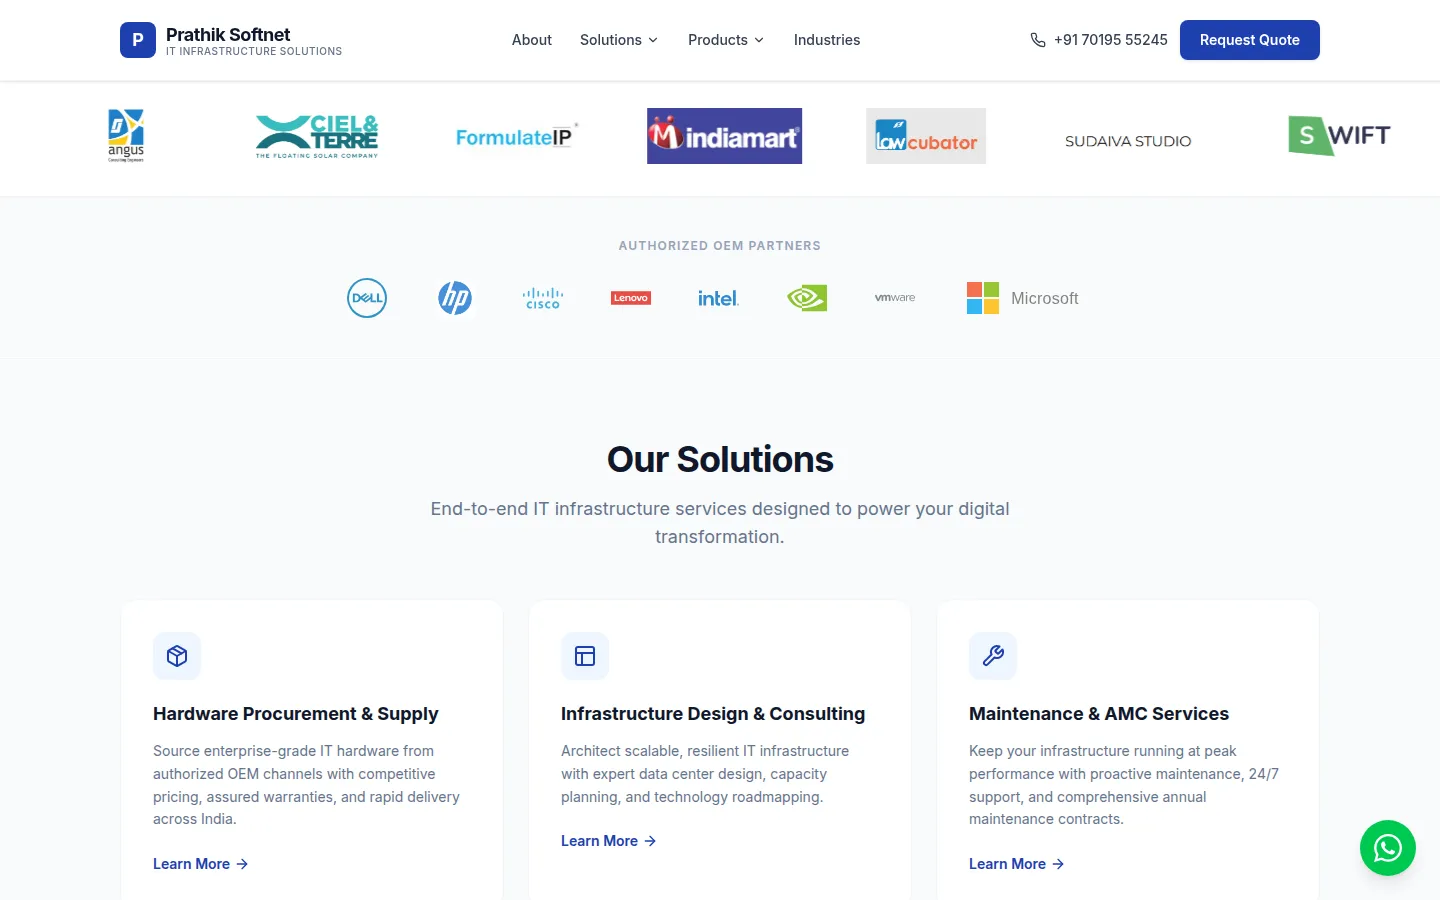 P
Prathik Softnet
IT INFRASTRUCTURE SOLUTIONS
About
Solutions
Products
Industries
+91 70195 55245
Request Quote
angus
Consulting Engineers
CIEL&
TERRE
THE FLOATING SOLAR COMPANY
FormulateIP
indiamart
lawcubator
SUDAIVA STUDIO
SWIFT
AUTHORIZED OEM PARTNERS
DELL
hp
CISCO
Lenovo
intel.
vmware
Microsoft
Our Solutions
End-to-end IT infrastructure services designed to power your digital
transformation.
Hardware Procurement & Supply
Source enterprise-grade IT hardware from
authorized OEM channels with competitive
pricing, assured warranties, and rapid delivery
across India.
Learn More
Infrastructure Design & Consulting
Architect scalable, resilient IT infrastructure
with expert data center design, capacity
planning, and technology roadmapping.
Learn More
Maintenance & AMC Services
Keep your infrastructure running at peak
performance with proactive maintenance, 24/7
support, and comprehensive annual
maintenance contracts.
Learn More